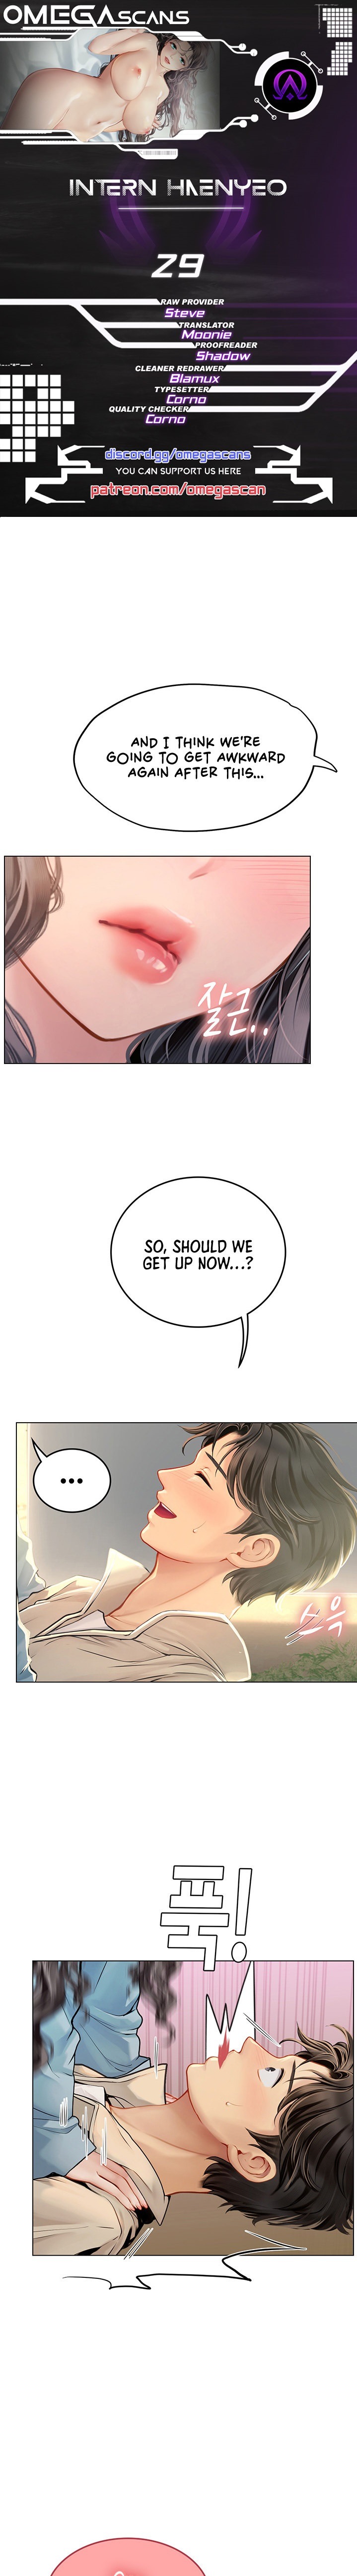 OMEGASCANS
INTERN HAENYEO
29
RAW PROVIDER
Steve
TRANSLATOR
Moonie
PROOFREADER
Shadow
CLEANER REDRAWER
Blamux
TYPESETTER
Corno
QUALITY CHECKER
Corno
discord.gg/omegascans
YOU CAN SUPPORT US HERE
patreon.com/omegascan
AND I THINK WE'RE
GOING TO GET AWKWARD
AGAIN AFTER THIS...
잘근..
SO, SHOULD WE
GET UP NOW...?
...
스윽
푹!